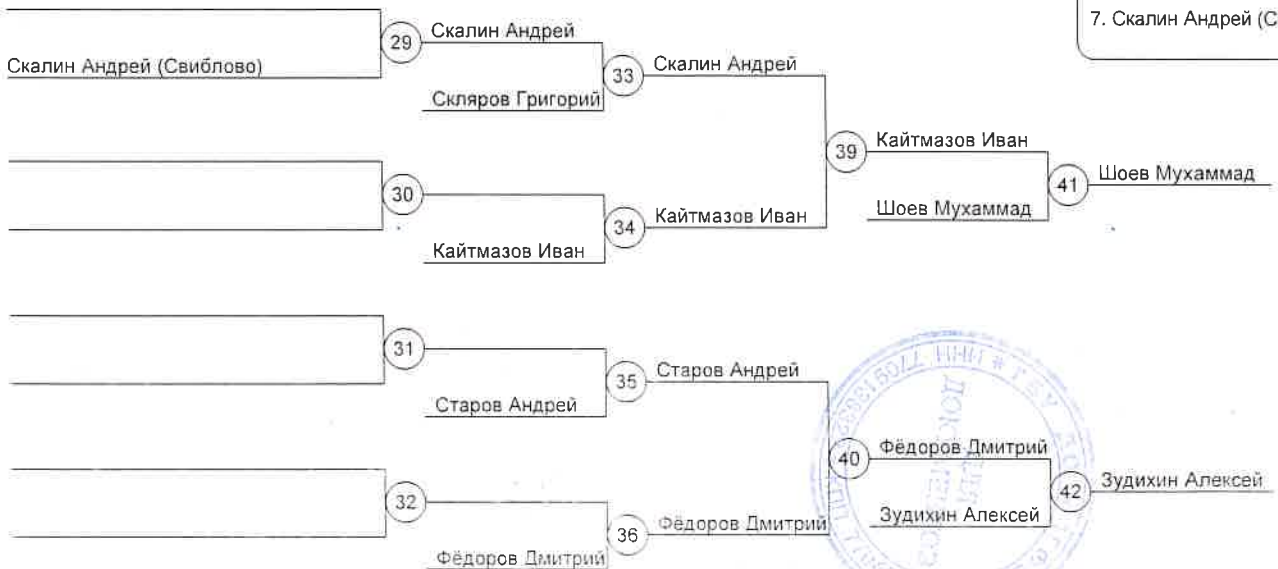 7. Скалин Андрей (С
29 Скалин Андрей
Скалин Андрей (Свиблово)
33 Скалин Андрей
Скляров Григорий
39 Кайтмазов Иван
41 Шоев Мухаммад
30
34 Кайтмазов Иван
Шоев Мухаммад
Кайтмазов Иван
31
35 Старов Андрей
Старов Андрей
40 Фёдоров Дмитрий
32
42 Зудихин Алексей
36 Фёдоров Дмитрий
Зудихин Алексей
Фёдоров Дмитрий